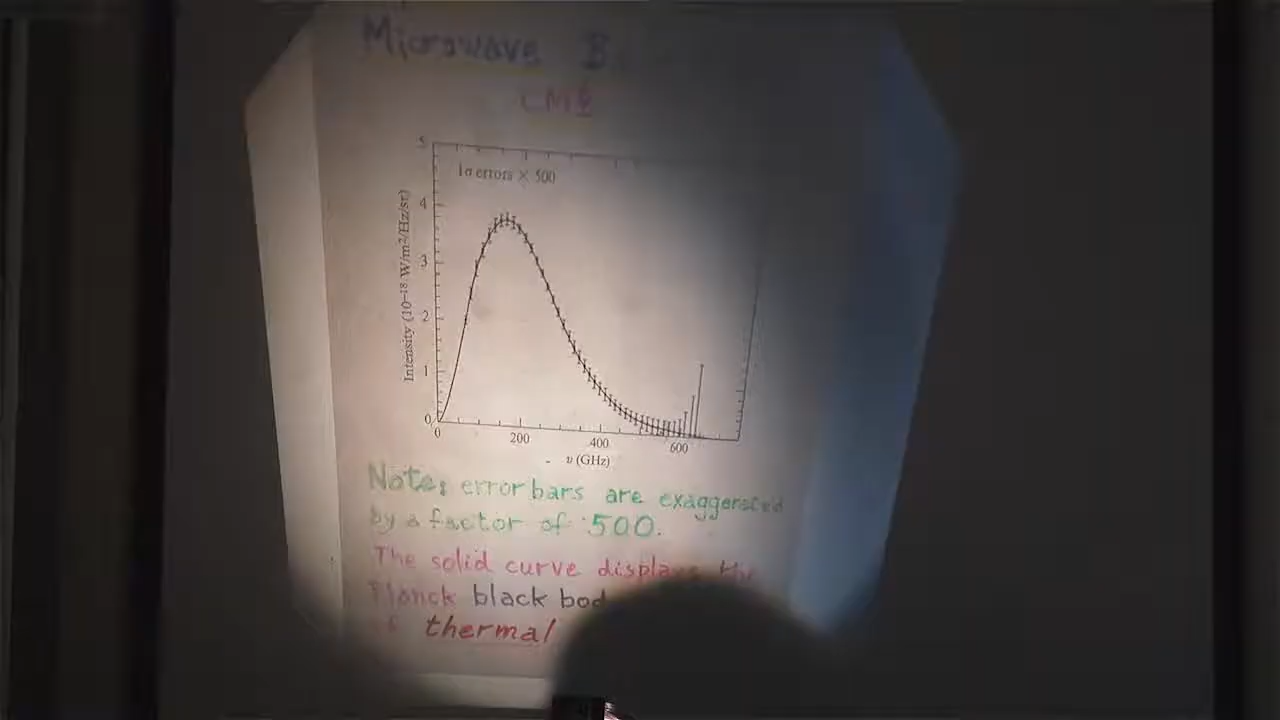 Microwave B
CMB
5
1σ errors × 500
4
3
2
1
0
Intensity (10⁻¹⁸ W/m²/Hz/sr)
0 200 400 600
ν (GHz)
Note: error bars are exaggerated
by a factor of 500.
The solid curve displays the
Planck black bod
of thermal